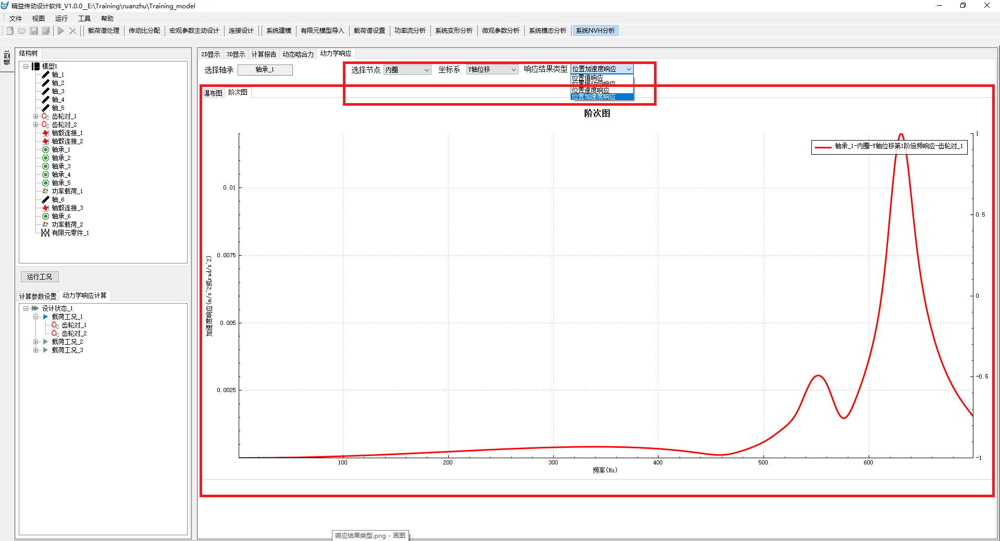 精益传动设计软件_V1.0.0__E:\Training\ruanzhu\Training_model
文件 视图 运行 工具 帮助
载荷谱处理 传动比分配 宏观参数主动设计 连接设计 系统建模 有限元模型导入 载荷谱设置 功率流分析 系统变形分析 微观参数分析 系统模态分析 系统NVH分析
模型1
结构树
模型1
轴_1
轴_2
轴_3
轴_4
轴_5
齿轮对_1
齿轮对_2
轴毂连接_1
轴毂连接_2
轴承_1
轴承_2
轴承_3
轴承_4
轴承_5
功率载荷_1
轴_6
轴毂连接_3
轴承_6
功率载荷_2
有限元零件_1
运行工况
计算参数设置 动力学响应计算
设计状态_1
载荷工况_1
齿轮对_1
齿轮对_2
载荷工况_2
载荷工况_3
2D显示 3D显示 计算报告 动态啮合力 动力学响应
选择轴承 轴承_1 选择节点 内圈 坐标系 Y轴位移 响应结果类型 位置加速度响应
位置值响应
位置振动级响应
位置速度响应
位置加速度响应
瀑布图 阶次图
阶次图
轴承_1-内圈-Y轴位移第1阶倍频响应-齿轮对_1
加速度响应(m/s^2或rad/s^2)
0.01
0.0075
0.005
0.0025
1
0.5
0
-0.5
-1
100 200 300 400 500 600
频率(Hz)
响应结果类型.png - 画图